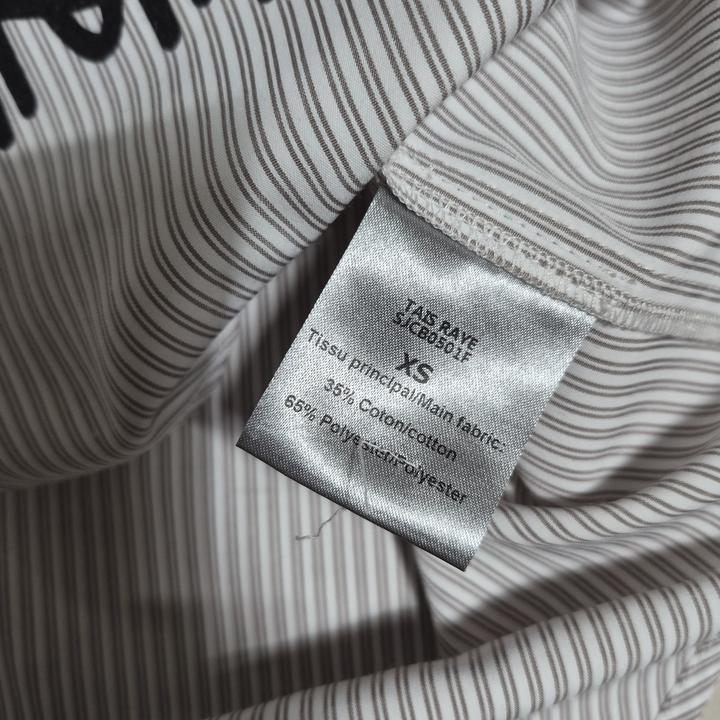 TAIS RAYE
SJCB0501F
XS
Tissu principal/Main fabric:
35% Coton/cotton
65% Polyester/Polyester